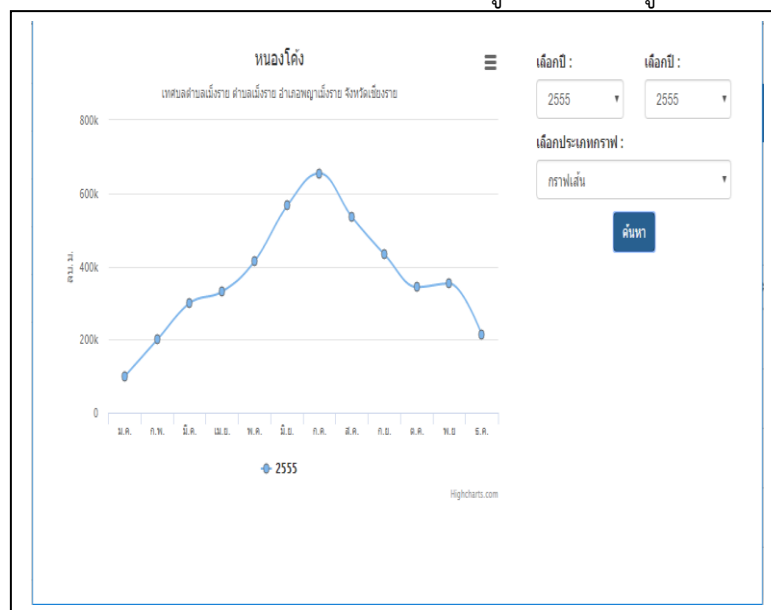 หนองโค้ง
เทศบลตำบลเม็งราย ตำบลเม็งราย อำเภอพญาเม็งราย จังหวัดเชียงราย
800k
600k
400k
200k
0
ลบ.ม.
ม.ค. ก.พ. มี.ค. เม.ย. พ.ค. มิ.ย. ก.ค. ส.ค. ก.ย. ต.ค. พ.ย ธ.ค.
2555
Highcharts.com
เลือกปี : เลือกปี :
2555 2555
เลือกประเภทกราฟ :
กราฟเส้น
ค้นหา